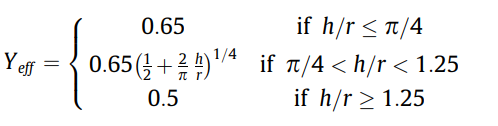 0.65 if h/r ≤ π/4
Y_eff = { 0.65(1/2 + 2/π h/r)^1/4 if π/4 < h/r < 1.25
0.5 if h/r ≥ 1.25